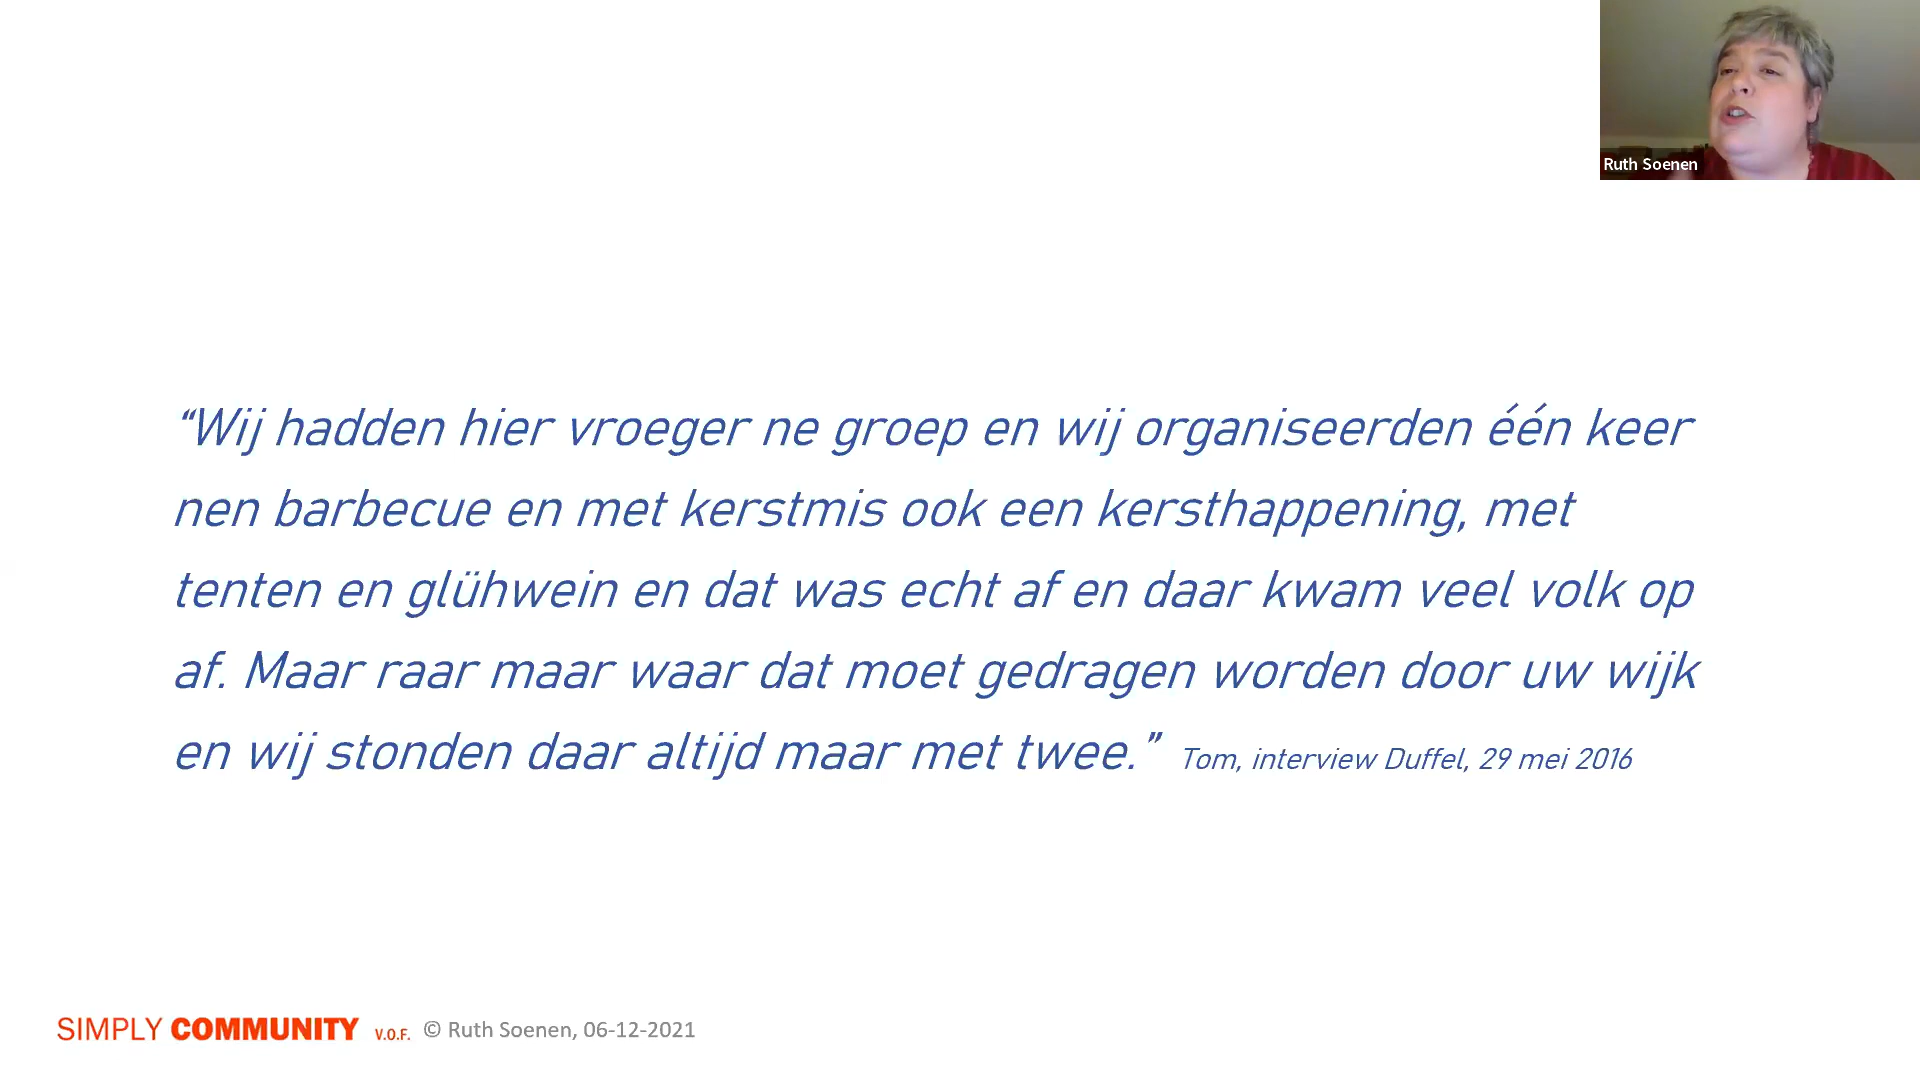 Ruth Soenen
“Wij hadden hier vroeger ne groep en wij organiseerden één keer
nen barbecue en met kerstmis ook een kersthappening, met
tenten en glühwein en dat was echt af en daar kwam veel volk op
af. Maar raar maar waar dat moet gedragen worden door uw wijk
en wij stonden daar altijd maar met twee.” Tom, interview Duffel, 29 mei 2016
SIMPLY COMMUNITY V.O.F. © Ruth Soenen, 06-12-2021